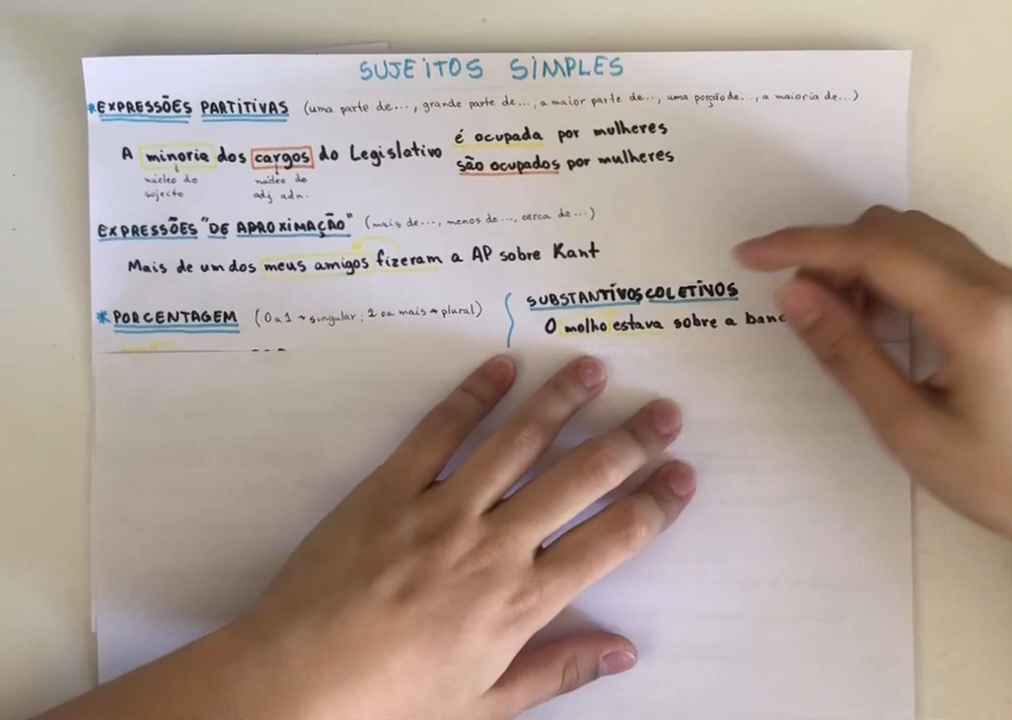 SUJEITOS SIMPLES
*EXPRESSÕES PARTITIVAS (uma parte de..., grande parte de..., a maior parte de..., uma porção de..., a maioria de...)
é ocupada por mulheres
A minoria dos cargos do Legislativo
são ocupados por mulheres
núcleo do sujeito
núcleo do adj. adn.
EXPRESSÕES "DE APROXIMAÇÃO" (mais de..., menos de..., cerca de...)
Mais de um dos meus amigos fizeram a AP sobre Kant
*PORCENTAGEM (0 a 1 → singular; 2 ou mais → plural)
SUBSTANTIVOS COLETIVOS
O molho estava sobre a